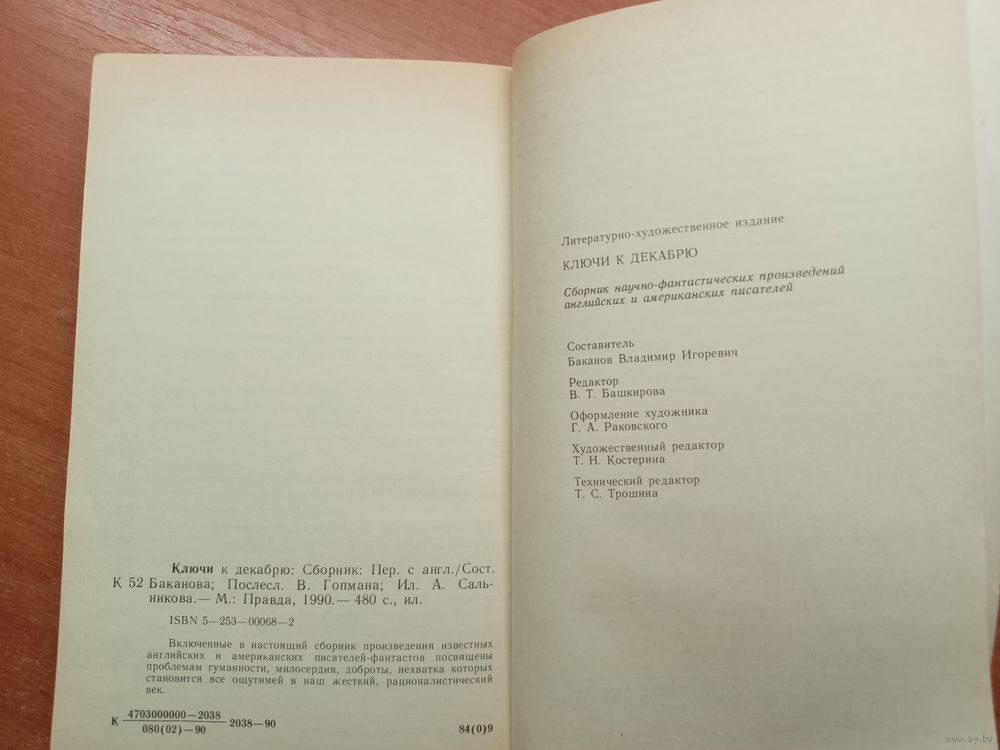 Ключи к декабрю: Сборник: Пер. с англ./Сост.
К 52 Баканова; Послесл. В. Гопмана; Ил. А. Саль-
никова.— М.: Правда, 1990.— 480 с., ил.
ISBN 5—253—00068—2
Включенные в настоящий сборник произведения известных
английских и американских писателей-фантастов посвящены
проблемам гуманности, милосердия, доброты, нехватка которых
становится все ощутимей в наш жесткий, рационалистический
век.
4703000000—2038
К 2038—90
080(02)—90
84(0)9
Литературно-художественное издание
КЛЮЧИ К ДЕКАБРЮ
Сборник научно-фантастических произведений
английских и американских писателей
Составитель
Баканов Владимир Игоревич
Редактор
В. Т. Башкирова
Оформление художника
Г. А. Раковского
Художественный редактор
Т. Н. Костерина
Технический редактор
Т. С. Трошина
www.ay.by